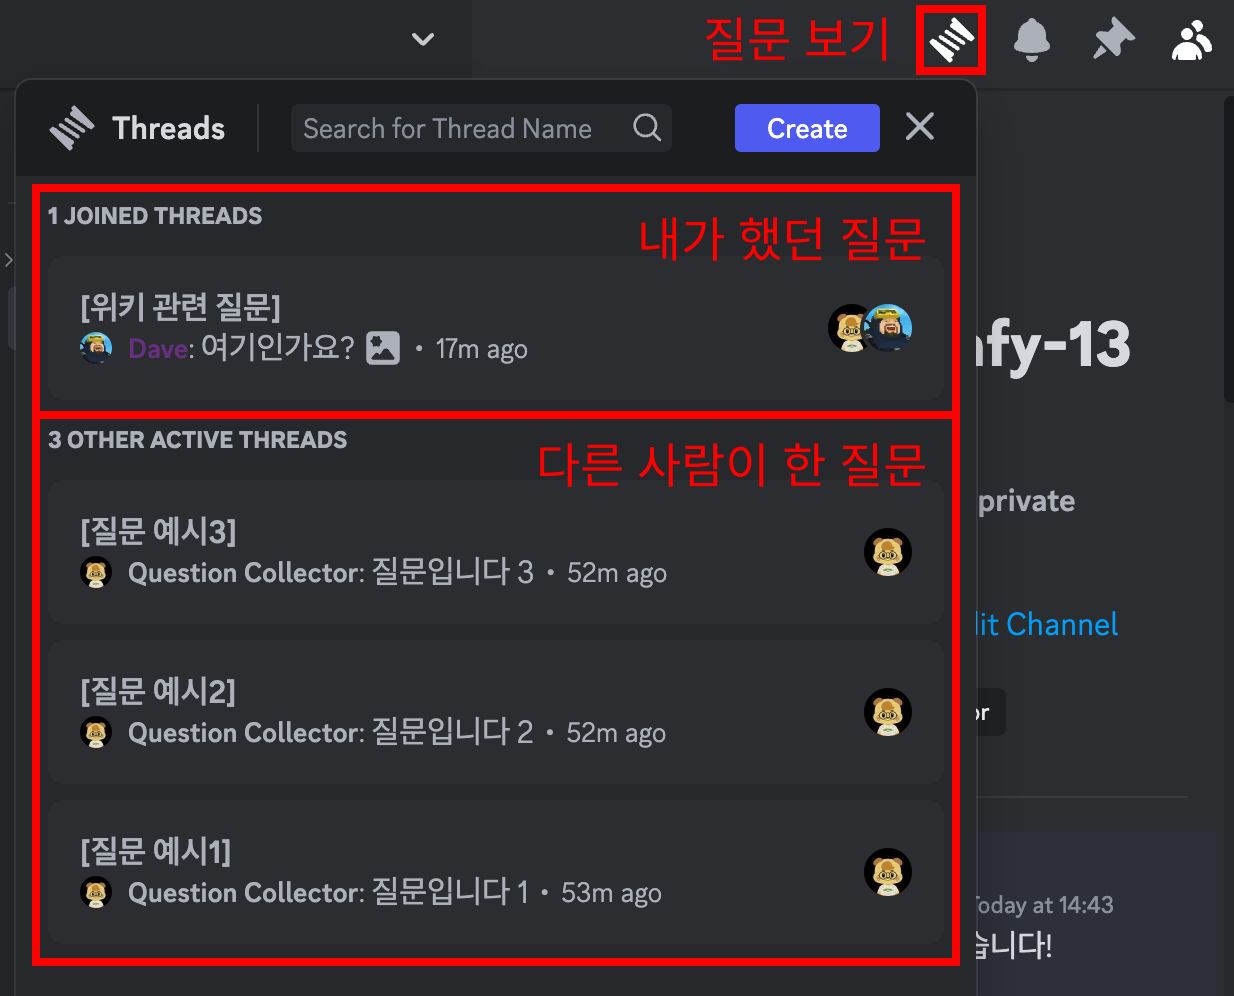 질문 보기
Threads
Search for Thread Name
Create
1 JOINED THREADS
내가 했던 질문
[위키 관련 질문]
Dave: 여기인가요? • 17m ago
fy-13
3 OTHER ACTIVE THREADS
다른 사람이 한 질문
private
[질문 예시3]
Question Collector: 질문입니다 3 • 52m ago
dit Channel
[질문 예시2]
Question Collector: 질문입니다 2 • 52m ago
or
[질문 예시1]
Question Collector: 질문입니다 1 • 53m ago
Today at 14:43
습니다!